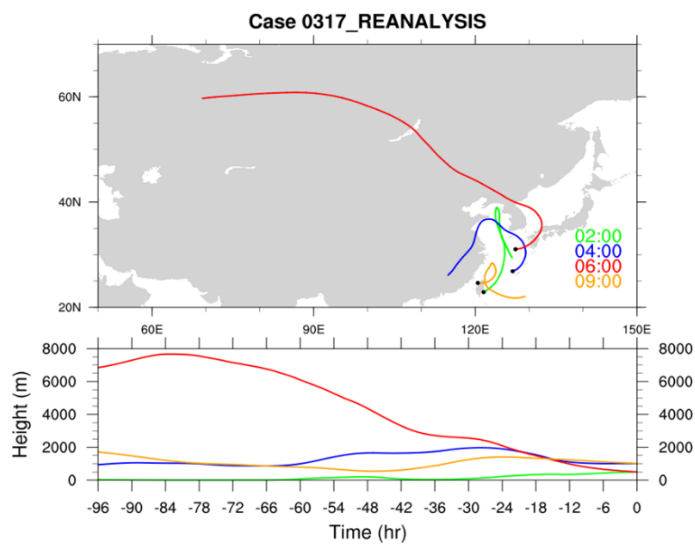 Case 0317_REANALYSIS
60N
40N
20N
02:00
04:00
06:00
09:00
60E 90E 120E 150E
8000 8000
6000 6000
4000 4000
2000 2000
0 0
Height (m)
-96 -90 -84 -78 -72 -66 -60 -54 -48 -42 -36 -30 -24 -18 -12 -6 0
Time (hr)